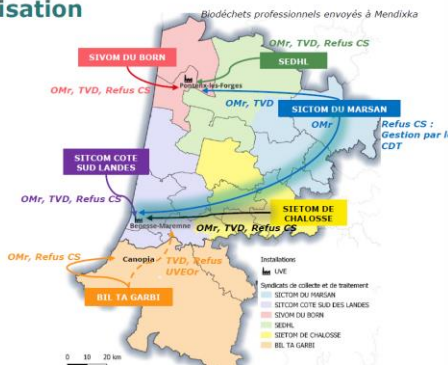 isation
Biodéchets professionnels envoyés à Mendixka
OMr, TVD, Refus CS
SIVOM DU BORN
SEDHL
Pontenx-les-Forges
OMr, TVD, Refus CS
OMr, TVD
SICTOM DU MARSAN
OMr
Refus CS :
Gestion par le
CDT
SITCOM COTE
SUD LANDES
OMr, TVD, Refus CS
SIETOM DE
CHALOSSE
Benesse-Maremne
OMr, TVD, Refus CS
OMr, Refus CS
Canopia
TVD, Refus
UVEOr
BIL TA GARBI
Installations
UVE
Syndicats de collecte et de traitement
SICTOM DU MARSAN
SITCOM COTE SUD DES LANDES
SIVOM DU BORN
SEDHL
SIETOM DE CHALOSSE
BIL TA GARBI
0 10 20 km